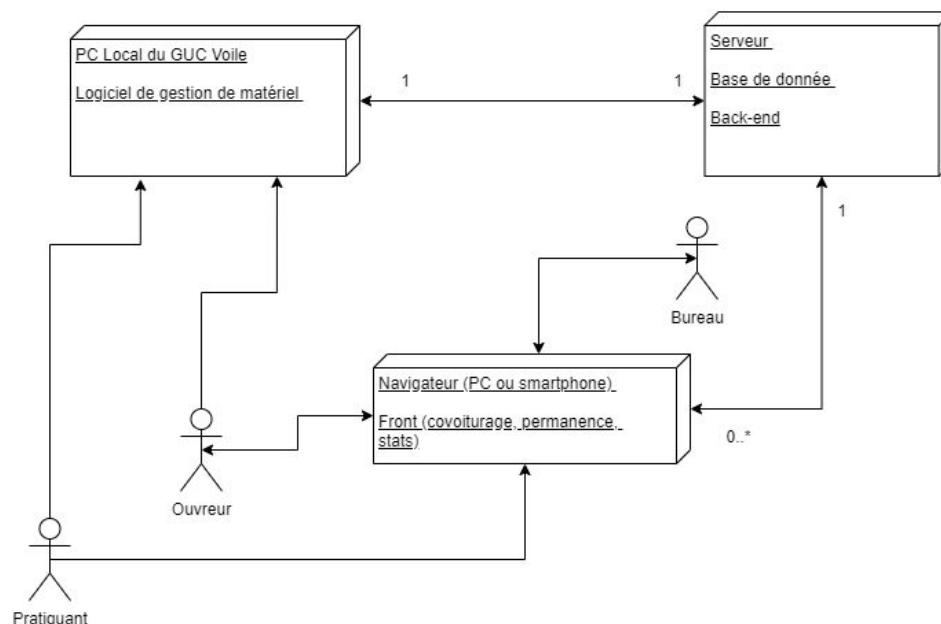 PC Local du GUC Voile
Logiciel de gestion de matériel
Serveur
Base de donnée
Back-end
1
1
1
Bureau
Navigateur (PC ou smartphone)
Front (covoiturage, permanence,
stats)
0..*
Ouvreur
Pratiquant